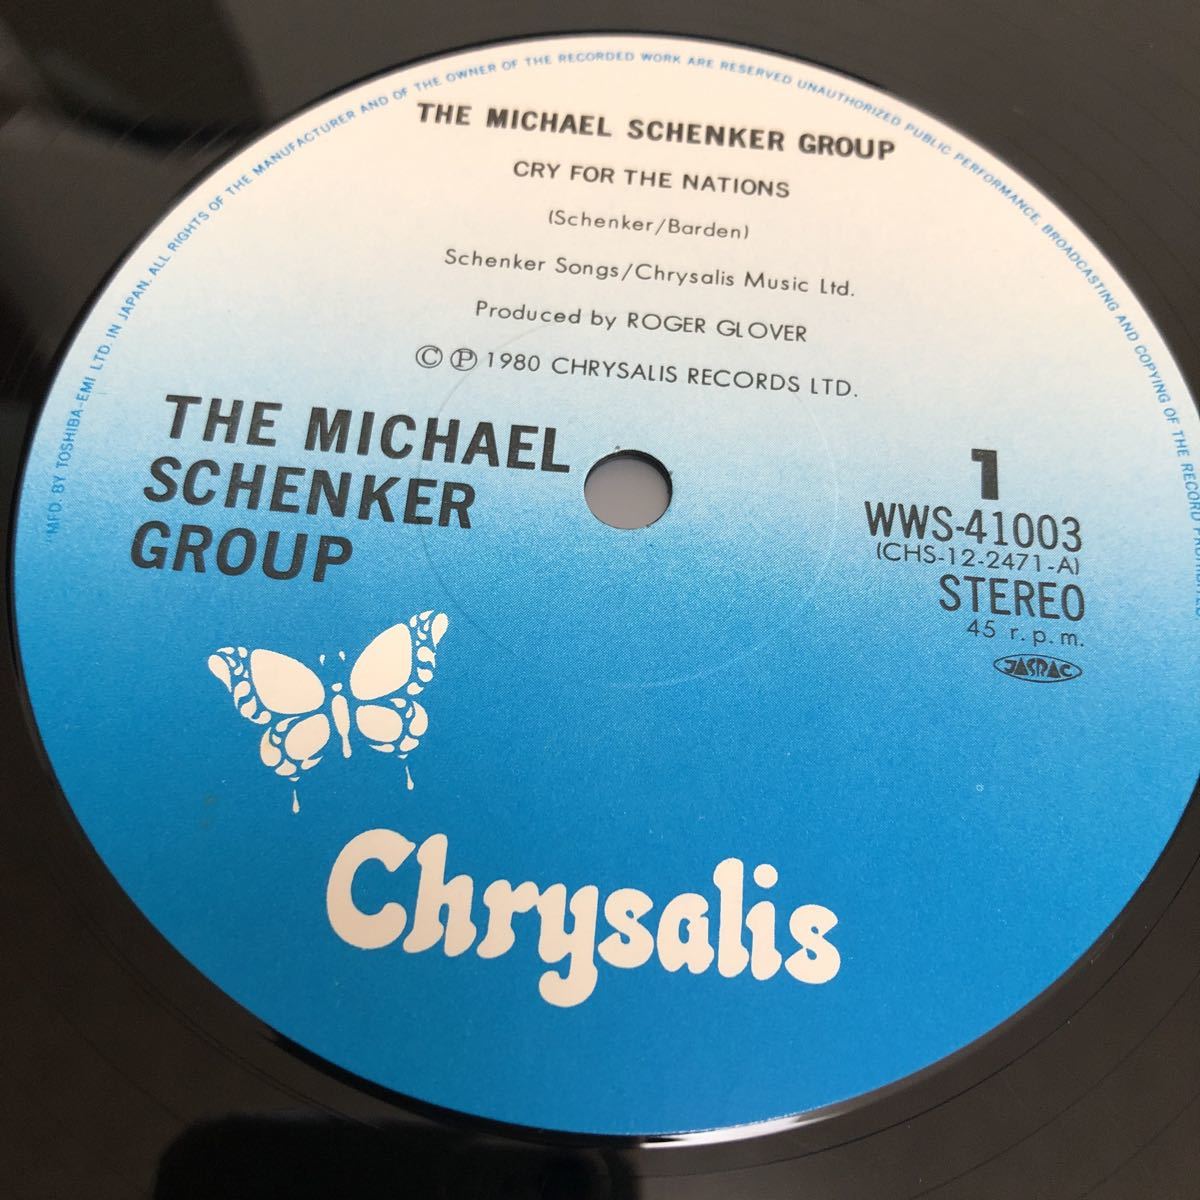 MFD. BY TOSHIBA-EMI LTD. IN JAPAN. ALL RIGHTS OF THE MANUFACTURER AND OF THE OWNER OF THE RECORDED WORK ARE RESERVED UNAUTHORIZED PUBLIC PERFORMANCE, BROADCASTING AND COPYING OF THE RECORD
THE MICHAEL SCHENKER GROUP
CRY FOR THE NATIONS
(Schenker/Barden)
Schenker Songs/Chrysalis Music Ltd.
Produced by ROGER GLOVER
Ⓒ Ⓟ 1980 CHRYSALIS RECORDS LTD.
THE MICHAEL
SCHENKER
GROUP
1
WWS-41003
(CHS-12-2471-A)
STEREO
45 r.p.m.
JASRAC
Chrysalis